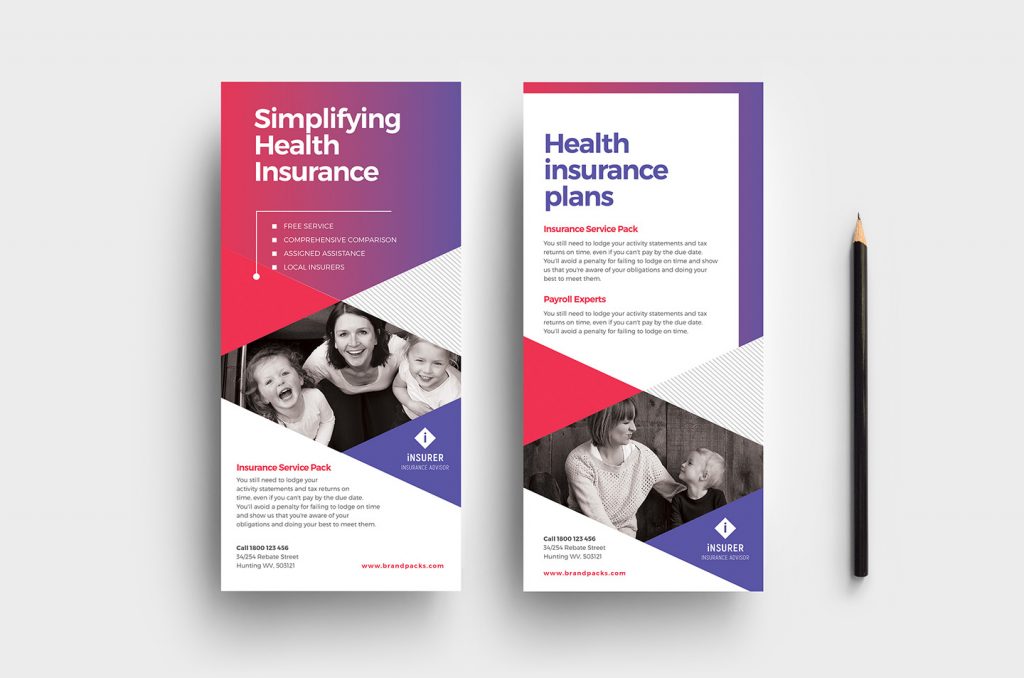 Simplifying
Health
Insurance
FREE SERVICE
COMPREHENSIVE COMPARISON
ASSIGNED ASSISTANCE
LOCAL INSURERS
i
iNSURER
INSURANCE ADVISOR
Insurance Service Pack
You still need to lodge your
activity statements and tax returns on
time, even if you can't pay by the due date.
You'll avoid a penalty for failing to lodge on time
and show us that you're aware of your
obligations and doing your best to meet them.
Call 1800 123 456
34/254 Rebate Street
Hunting WV, 503121
www.brandpacks.com
Health
insurance
plans
Insurance Service Pack
You still need to lodge your activity statements and tax
returns on time, even if you can't pay by the due date.
You'll avoid a penalty for failing to lodge on time and show
us that you're aware of your obligations and doing your
best to meet them.
Payroll Experts
You still need to lodge your activity statements and tax
returns on time, even if you can't pay by the due date.
You'll avoid a penalty for failing to lodge on time.
i
iNSURER
INSURANCE ADVISOR
Call 1800 123 456
34/254 Rebate Street
Hunting WV, 503121
www.brandpacks.com